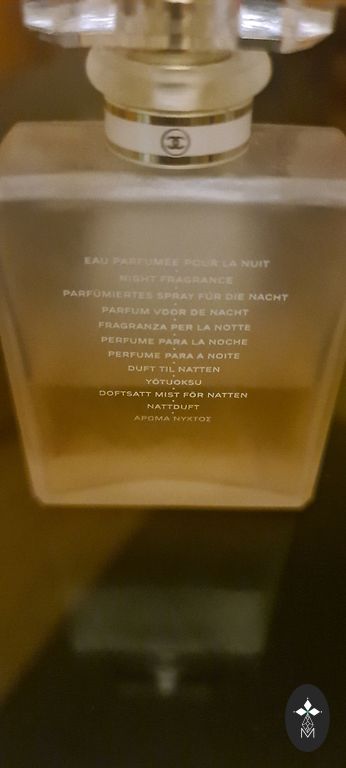 EAU PARFUMÉE POUR LA NUIT
NIGHT FRAGRANCE
PARFÜMIERTES SPRAY FÜR DIE NACHT
PARFUM VOOR DE NACHT
FRAGRANZA PER LA NOTTE
PERFUME PARA LA NOCHE
PERFUME PARA A NOITE
DUFT TIL NATTEN
YÖTUOKSU
DOFTSATT MIST FÖR NATTEN
NATTDUFT
ΑΡΩΜΑ ΝΥΚΤΟΣ
M